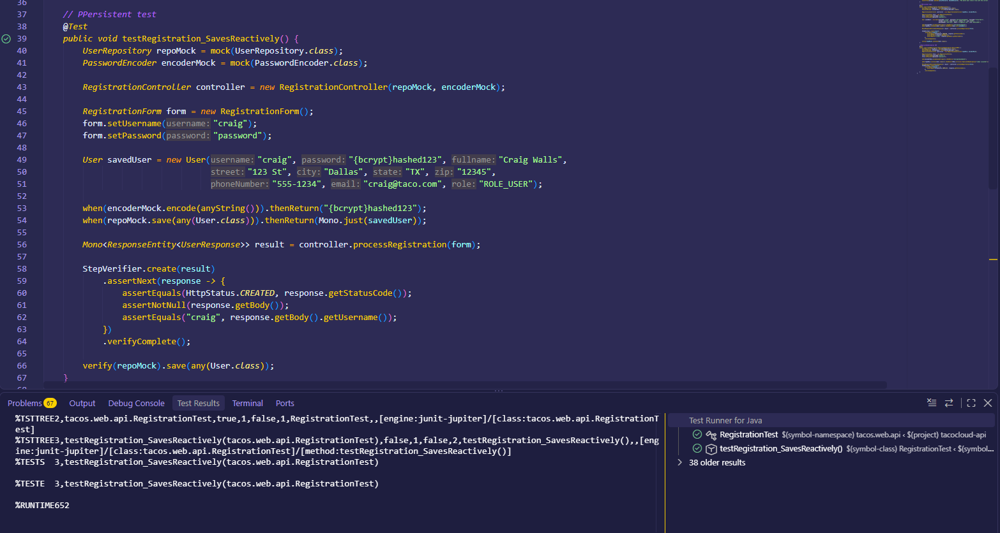 36
37 // PPersistent test
38 @Test
39 public void testRegistration_SavesReactively() {
40 UserRepository repoMock = mock(UserRepository.class);
41 PasswordEncoder encoderMock = mock(PasswordEncoder.class);
42
43 RegistrationController controller = new RegistrationController(repoMock, encoderMock);
44
45 RegistrationForm form = new RegistrationForm();
46 form.setUsername(username: "craig");
47 form.setPassword(password: "password");
48
49 User savedUser = new User(username: "craig", password: "{bcrypt}hashed123", fullname: "Craig Walls",
50 street: "123 St", city: "Dallas", state: "TX", zip: "12345",
51 phoneNumber: "555-1234", email: "craig@taco.com", role: "ROLE_USER");
52
53 when(encoderMock.encode(anyString())).thenReturn("{bcrypt}hashed123");
54 when(repoMock.save(any(User.class))).thenReturn(Mono.just(savedUser));
55
56 Mono<ResponseEntity<UserResponse>> result = controller.processRegistration(form);
57
58 StepVerifier.create(result)
59 .assertNext(response -> {
60 assertEquals(HttpStatus.CREATED, response.getStatusCode());
61 assertNotNull(response.getBody());
62 assertEquals("craig", response.getBody().getUsername());
63 })
64 .verifyComplete();
65
66 verify(repoMock).save(any(User.class));
67 }
68
Problems 67 Output Debug Console Test Results Terminal Ports
%TSTTREE2,tacos.web.api.RegistrationTest,true,1,false,1,RegistrationTest,,[engine:junit-jupiter]/[class:tacos.web.api.RegistrationT
est]
%TSTTREE3,testRegistration_SavesReactively(tacos.web.api.RegistrationTest),false,1,false,2,testRegistration_SavesReactively(),,[eng
ine:junit-jupiter]/[class:tacos.web.api.RegistrationTest]/[method:testRegistration_SavesReactively()]
%TESTS 3,testRegistration_SavesReactively(tacos.web.api.RegistrationTest)
%TESTE 3,testRegistration_SavesReactively(tacos.web.api.RegistrationTest)
%RUNTIME652
Test Runner for Java
RegistrationTest $(symbol-namespace) tacos.web.api < $(project) tacocloud-api
testRegistration_SavesReactively() $(symbol-class) RegistrationTest < $(symbol...
38 older results